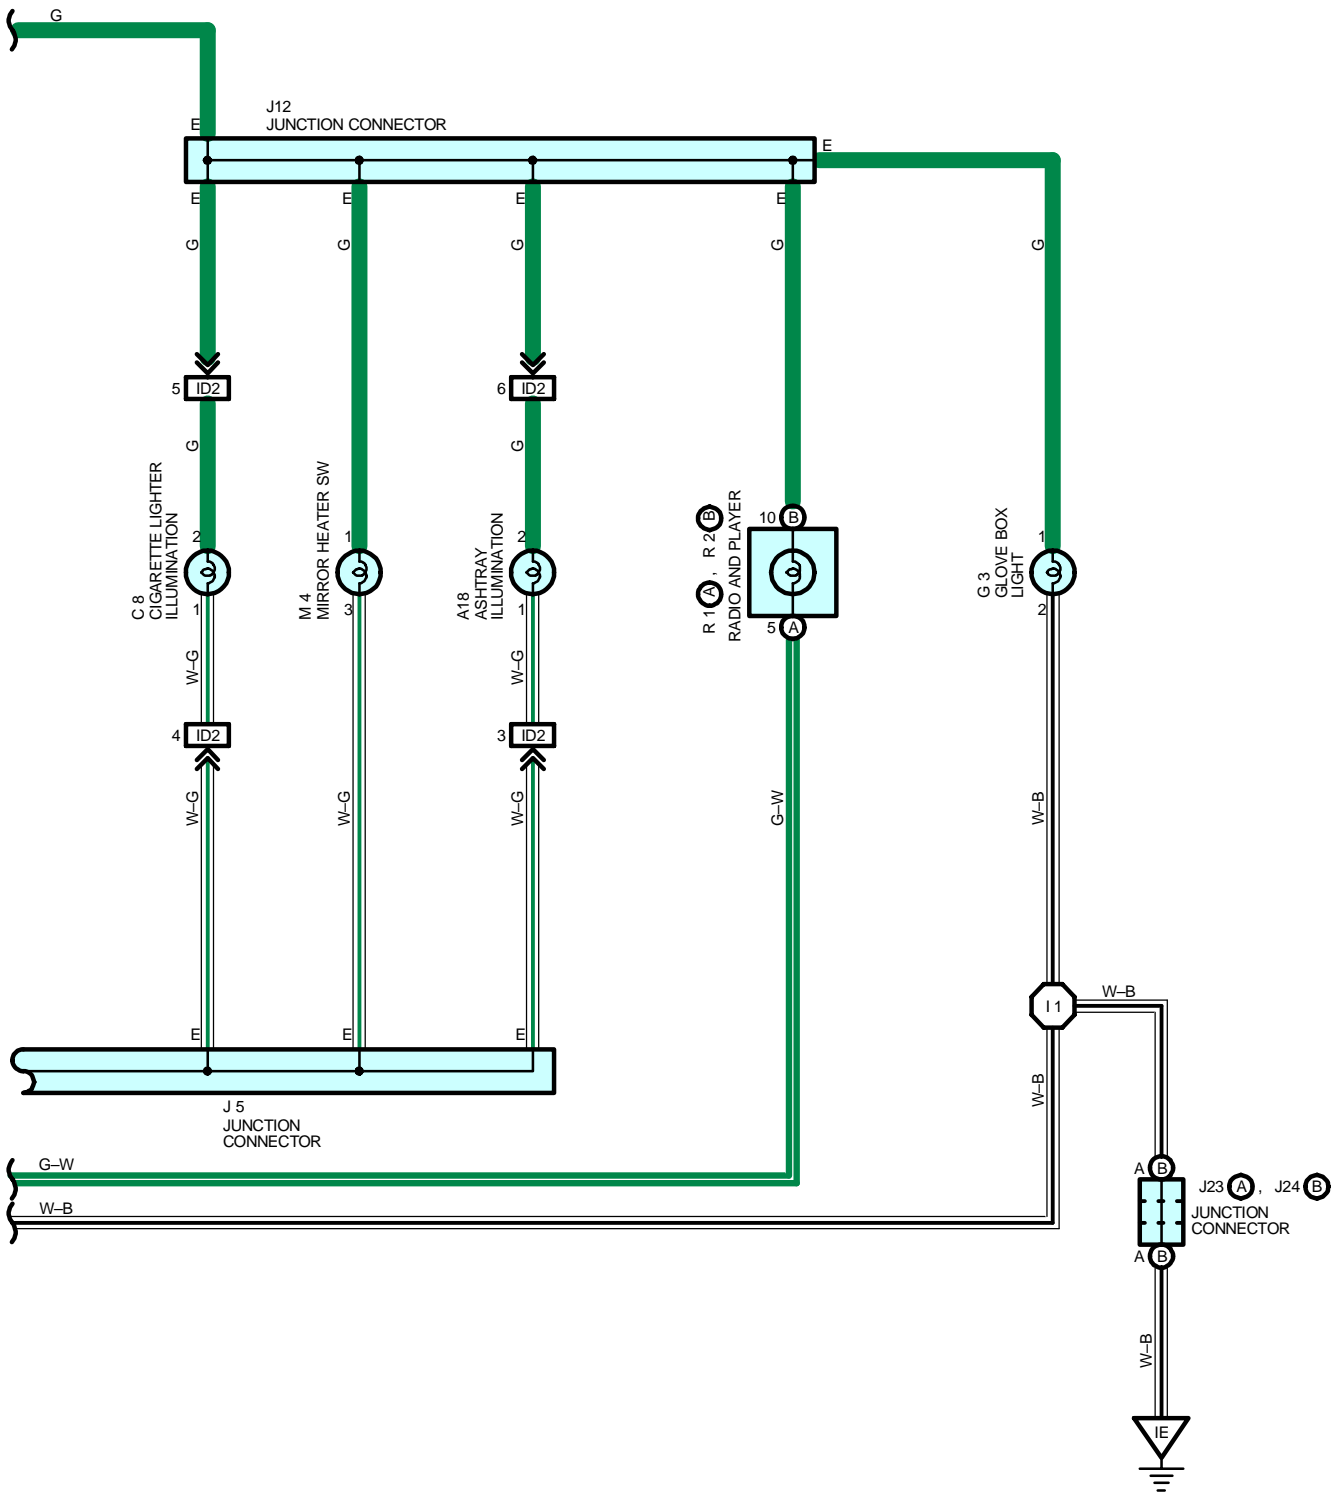 G
J12
JUNCTION CONNECTOR
E
E
E
E
E
E
G
G
G
G
G
5 ID2
6 ID2
G
G
C 8
CIGARETTE LIGHTER
ILLUMINATION
2
1
M 4
MIRROR HEATER SW
1
3
A18
ASHTRAY
ILLUMINATION
2
1
R 1 A , R 2 B
RADIO AND PLAYER
10 B
5 A
G 3
GLOVE BOX
LIGHT
1
2
W–G
W–G
4 ID2
3 ID2
W–G
W–G
W–G
G–W
W–B
I 1
W–B
E
E
E
J 5
JUNCTION
CONNECTOR
W–B
G–W
W–B
A B
J23 A , J24 B
JUNCTION
CONNECTOR
A B
W–B
IE